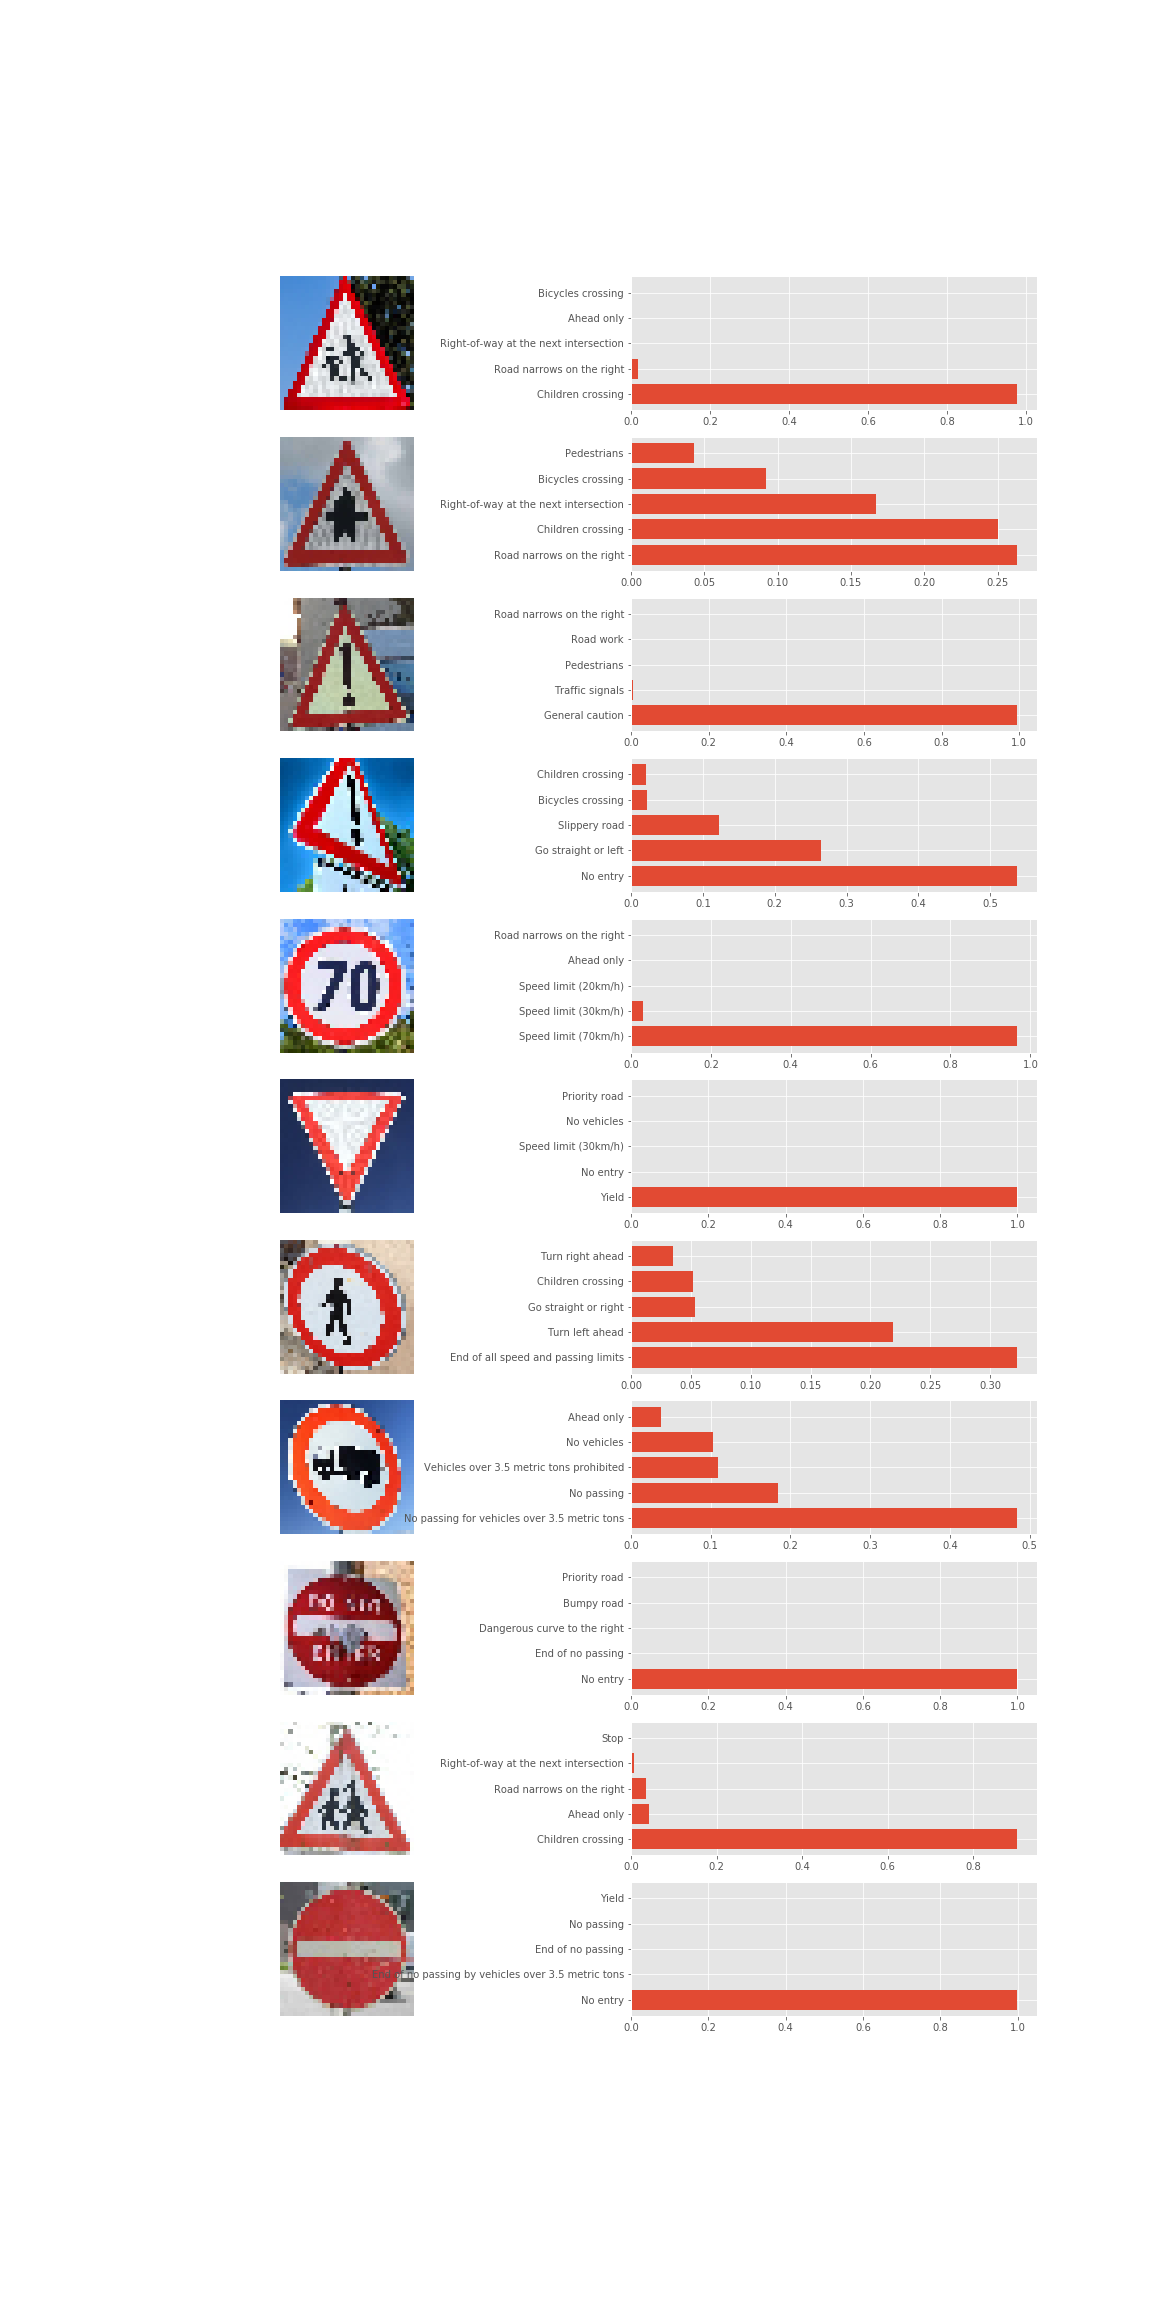 Bicycles crossing
Ahead only
Right-of-way at the next intersection
Road narrows on the right
Children crossing
0.0 0.2 0.4 0.6 0.8 1.0
Pedestrians
Bicycles crossing
Right-of-way at the next intersection
Children crossing
Road narrows on the right
0.00 0.05 0.10 0.15 0.20 0.25
!
Road narrows on the right
Road work
Pedestrians
Traffic signals
General caution
0.0 0.2 0.4 0.6 0.8 1.0
!
Children crossing
Bicycles crossing
Slippery road
Go straight or left
No entry
0.0 0.1 0.2 0.3 0.4 0.5
70
Road narrows on the right
Ahead only
Speed limit (20km/h)
Speed limit (30km/h)
Speed limit (70km/h)
0.0 0.2 0.4 0.6 0.8 1.0
Priority road
No vehicles
Speed limit (30km/h)
No entry
Yield
0.0 0.2 0.4 0.6 0.8 1.0
Turn right ahead
Children crossing
Go straight or right
Turn left ahead
End of all speed and passing limits
0.00 0.05 0.10 0.15 0.20 0.25 0.30
Ahead only
No vehicles
Vehicles over 3.5 metric tons prohibited
No passing
No passing for vehicles over 3.5 metric tons
0.0 0.1 0.2 0.3 0.4 0.5
DO NOT
ENTER
Priority road
Bumpy road
Dangerous curve to the right
End of no passing
No entry
0.0 0.2 0.4 0.6 0.8 1.0
Stop
Right-of-way at the next intersection
Road narrows on the right
Ahead only
Children crossing
0.0 0.2 0.4 0.6 0.8
Yield
No passing
End of no passing
End of no passing by vehicles over 3.5 metric tons
No entry
0.0 0.2 0.4 0.6 0.8 1.0